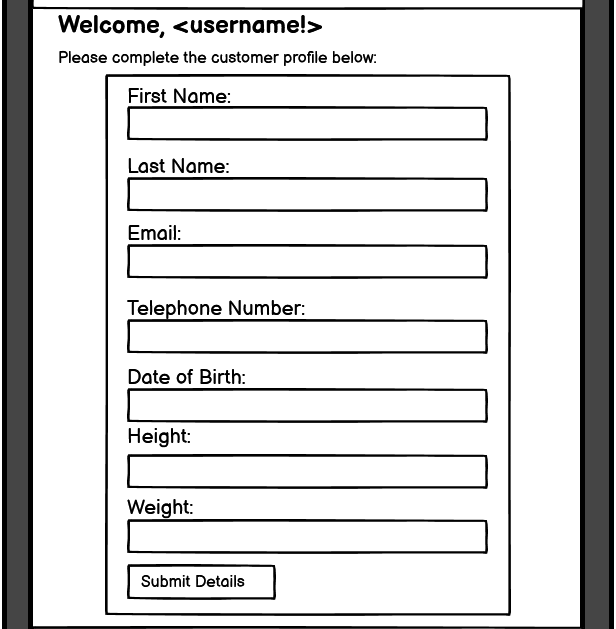 Welcome, <username!>
Please complete the customer profile below:
First Name:
Last Name:
Email:
Telephone Number:
Date of Birth:
Height:
Weight:
Submit Details